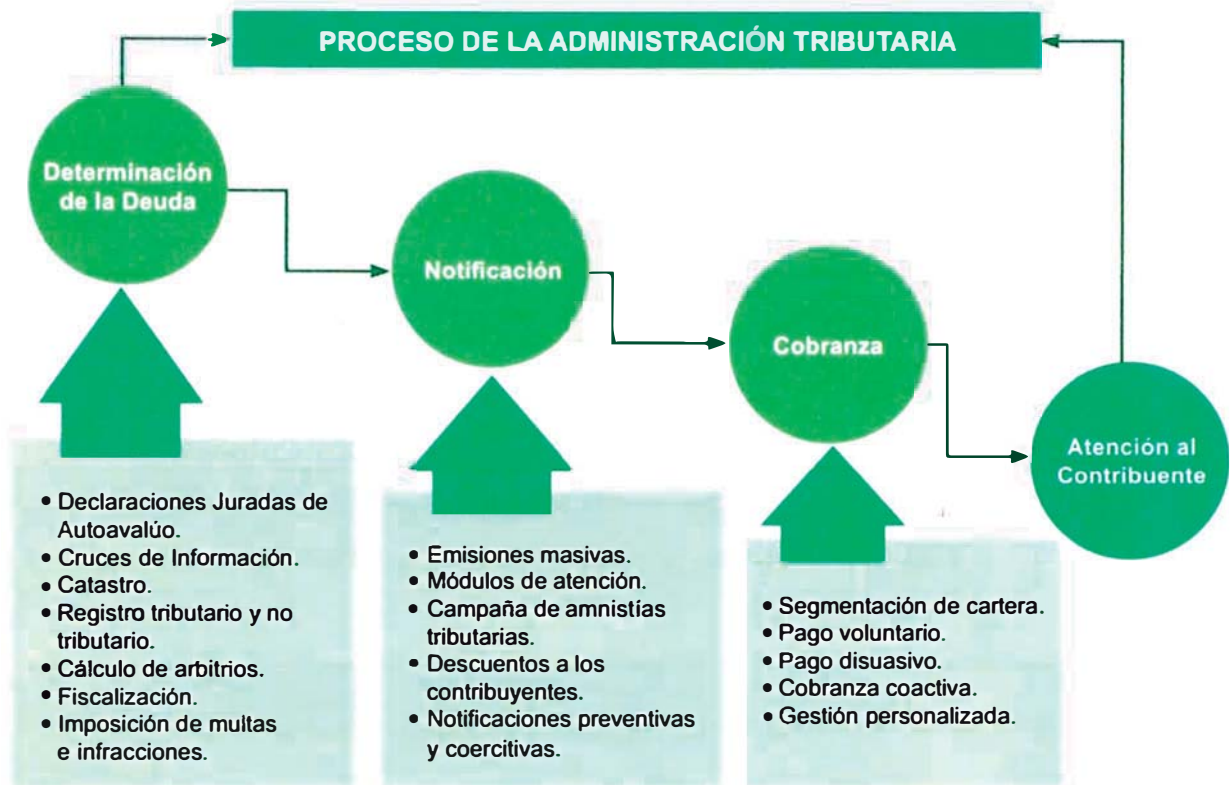 PROCESO DE LA ADMINISTRACIÓN TRIBUTARIA
Determinación
de la Deuda
Notificación
Cobranza
Atención al
Contribuente
• Declaraciones Juradas de
Autoavalúo.
• Cruces de Información.
• Catastro.
• Registro tributario y no
tributario.
• Cálculo de arbitrios.
• Fiscalización.
• Imposición de multas
e infracciones.
• Emisiones masivas.
• Módulos de atención.
• Campaña de amnistías
tributarias.
• Descuentos a los
contribuyentes.
• Notificaciones preventivas
y coercitivas.
• Segmentación de cartera.
• Pago voluntario.
• Pago disuasivo.
• Cobranza coactiva.
• Gestión personalizada.